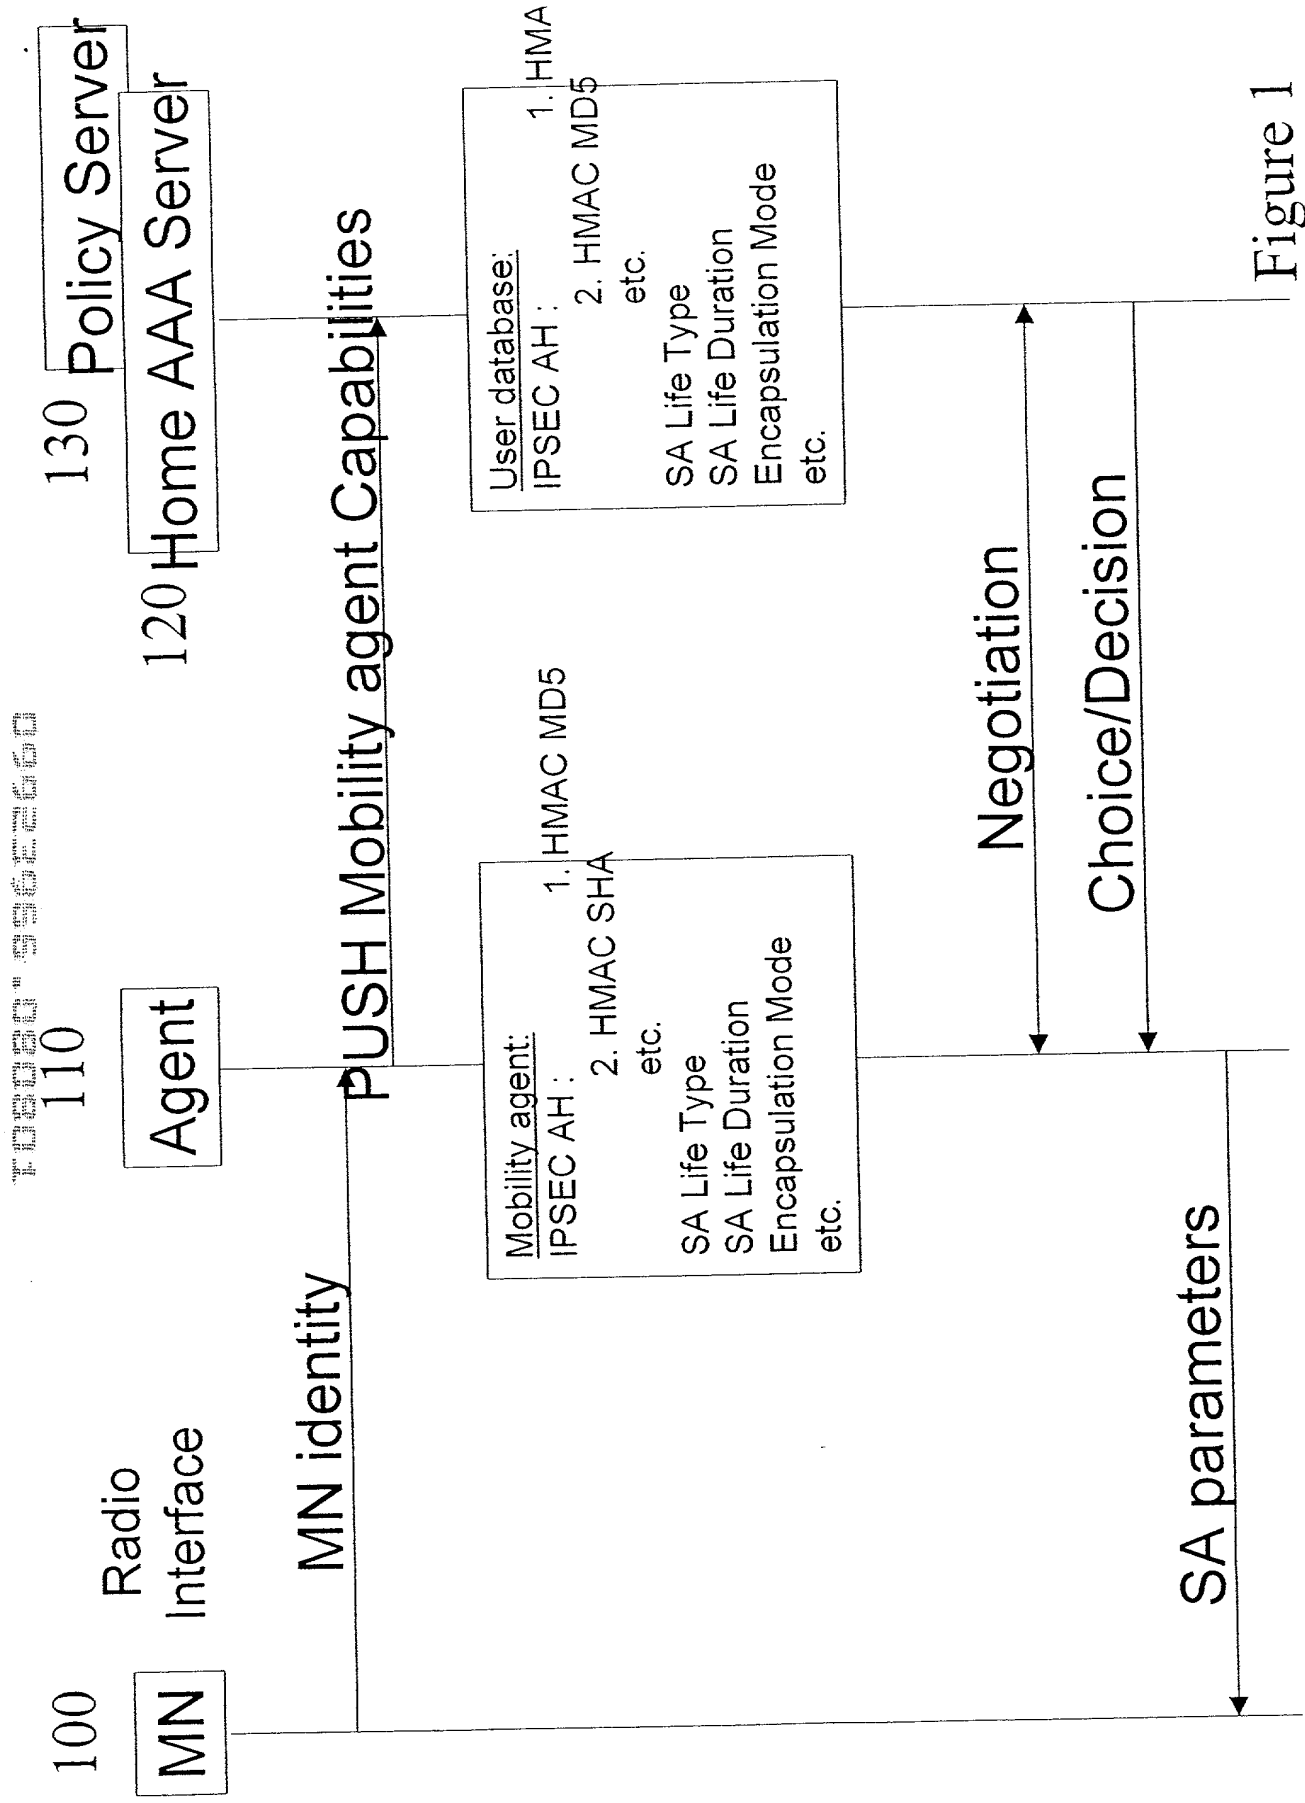 100
110
130
Policy Server
MN
Radio
Interface
Agent
120
Home AAA Server
MN identity
PUSH Mobility agent Capabilities
Mobility agent:
IPSEC AH :
1. HMAC MD5
2. HMAC SHA
etc.
SA Life Type
SA Life Duration
Encapsulation Mode
etc.
User database:
IPSEC AH :
1. HMA
2. HMAC MD5
etc.
SA Life Type
SA Life Duration
Encapsulation Mode
etc.
Negotiation
Choice/Decision
SA parameters
Figure 1